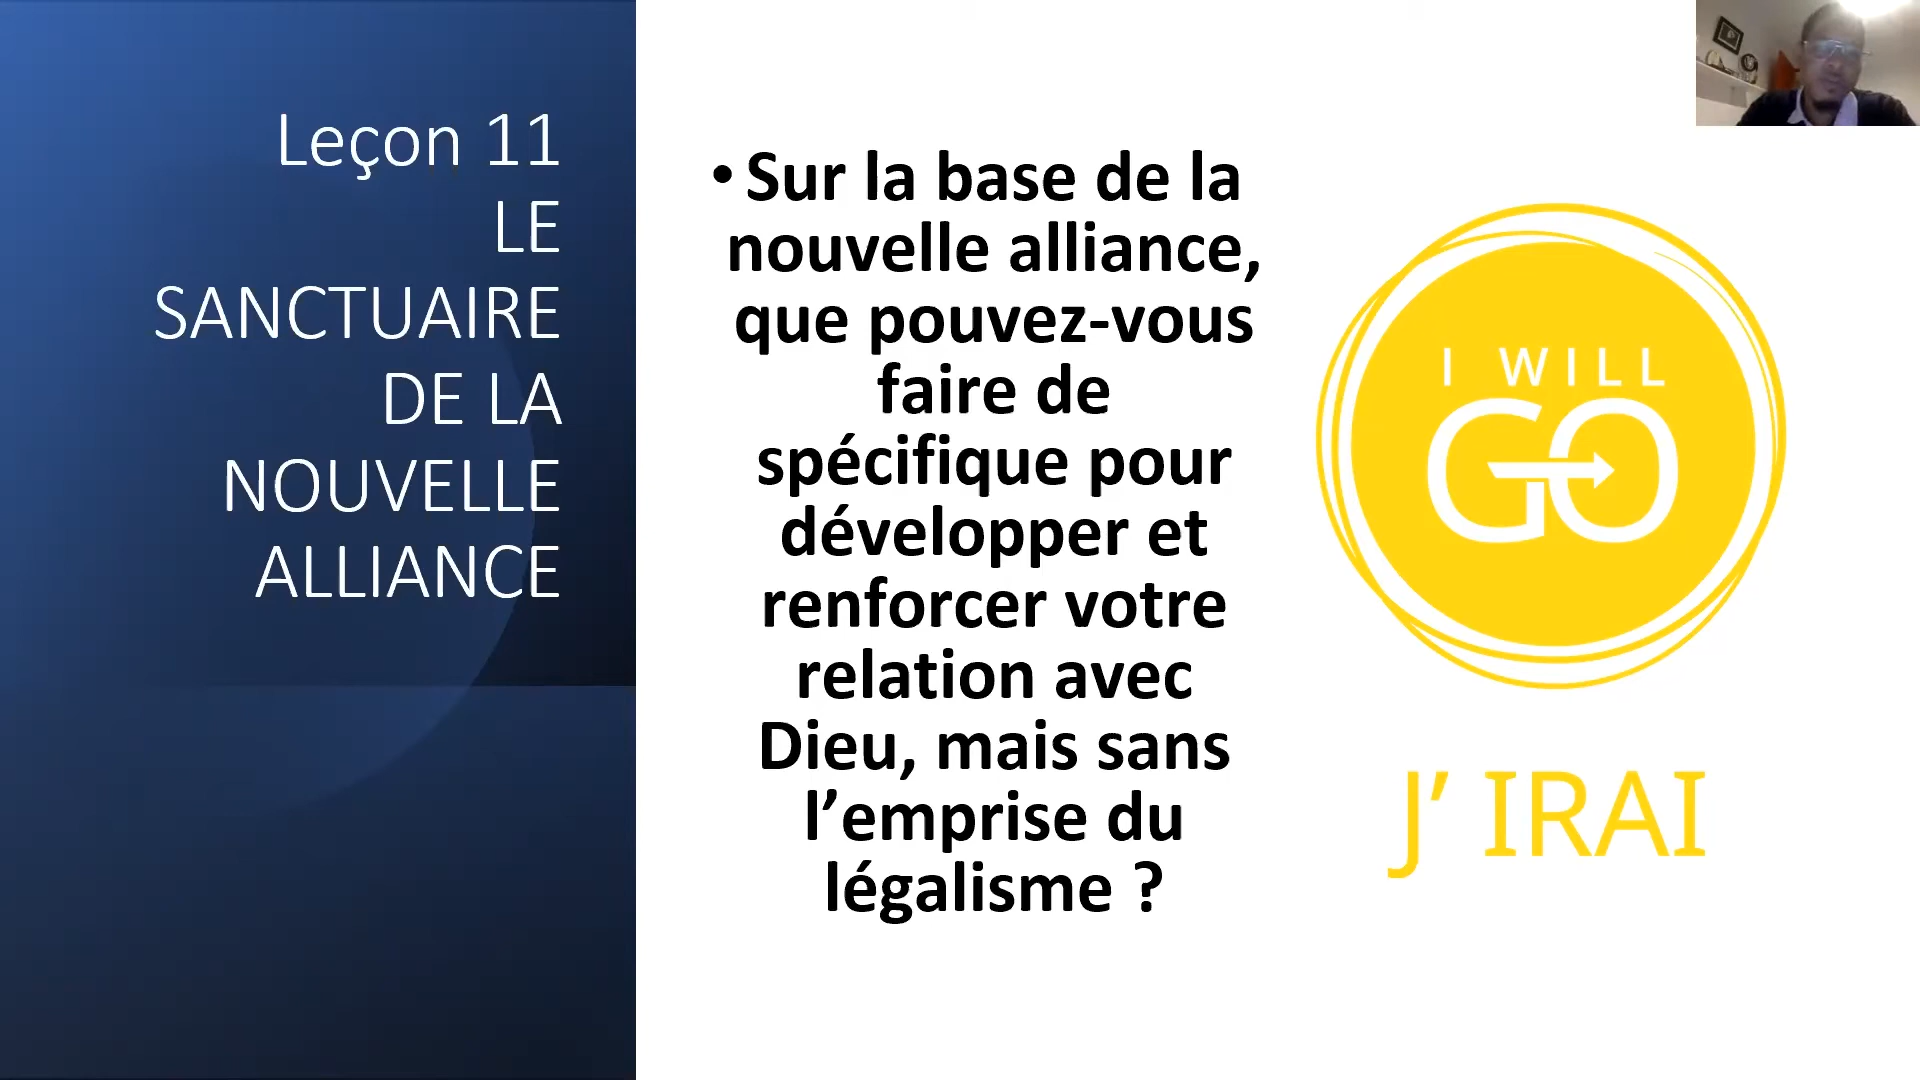 Leçon 11
LE
SANCTUAIRE
DE LA
NOUVELLE
ALLIANCE
• Sur la base de la
nouvelle alliance,
que pouvez-vous
faire de
spécifique pour
développer et
renforcer votre
relation avec
Dieu, mais sans
l’emprise du
légalisme ?
I WILL
GO
J’ IRAI